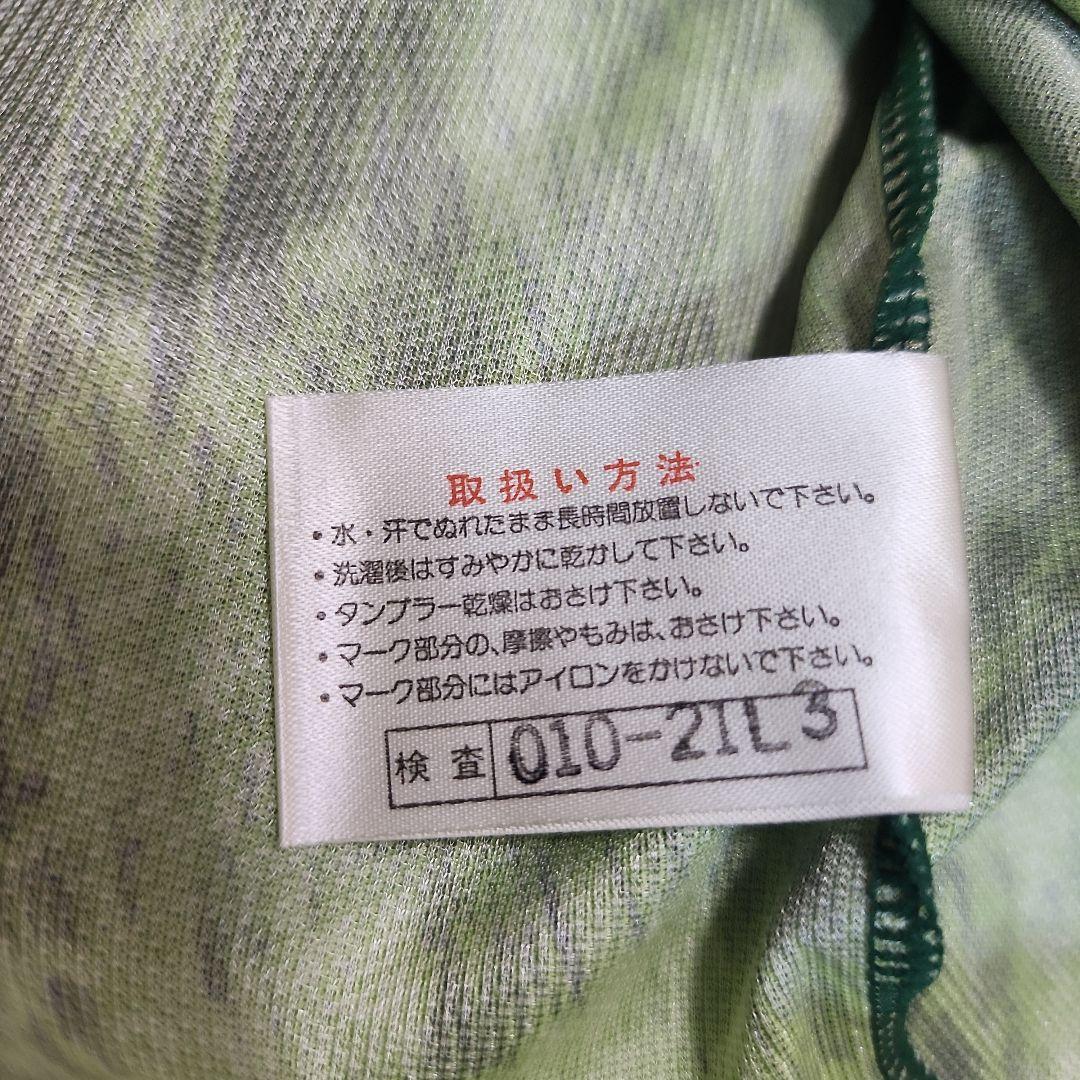 取扱い方法
・水・汗でぬれたまま長時間放置しないで下さい。
・洗濯後はすみやかに乾かして下さい。
・タンブラー乾燥はおさけ下さい。
・マーク部分の、摩擦やもみは、おさけ下さい。
・マーク部分にはアイロンをかけないで下さい。
検査 010-2IL3